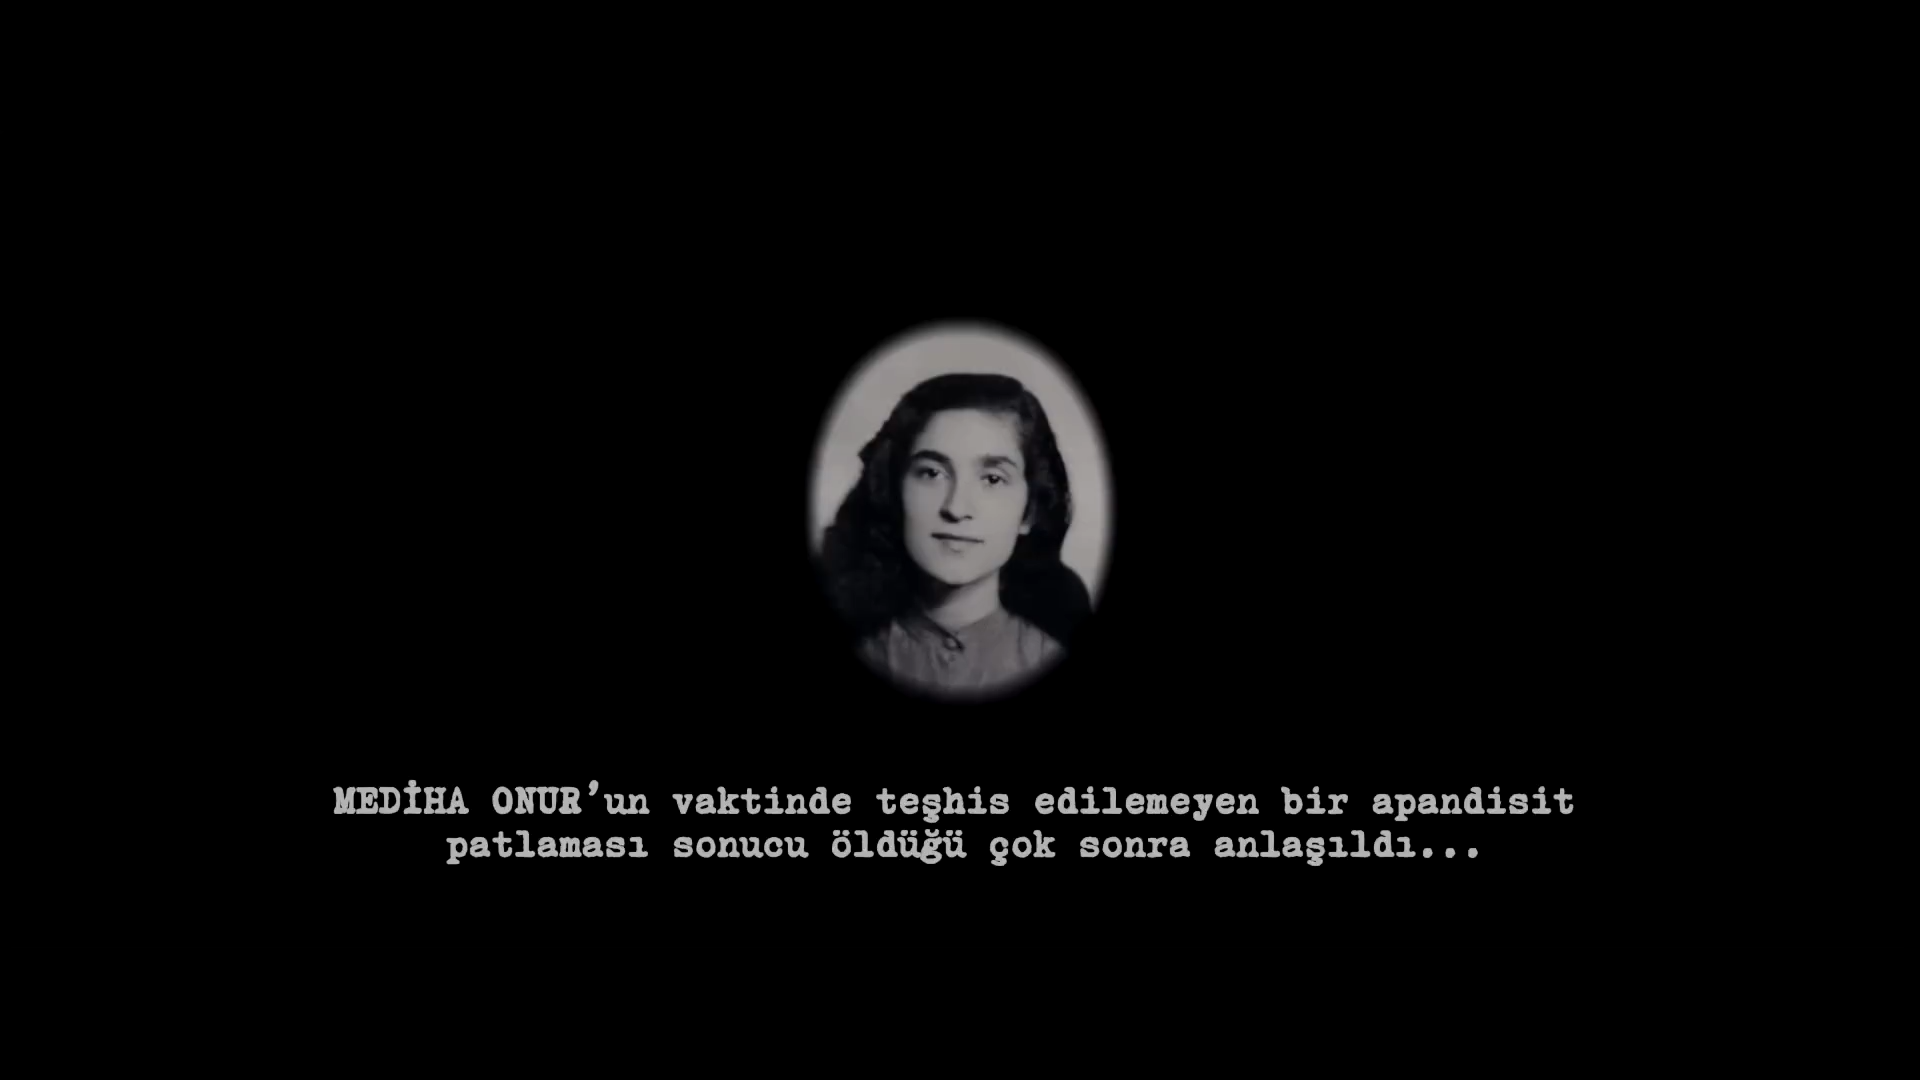 MEDİHA ONUR'un vaktinde teşhis edilemeyen bir apandisit
patlaması sonucu öldüğü çok sonra anlaşıldı...